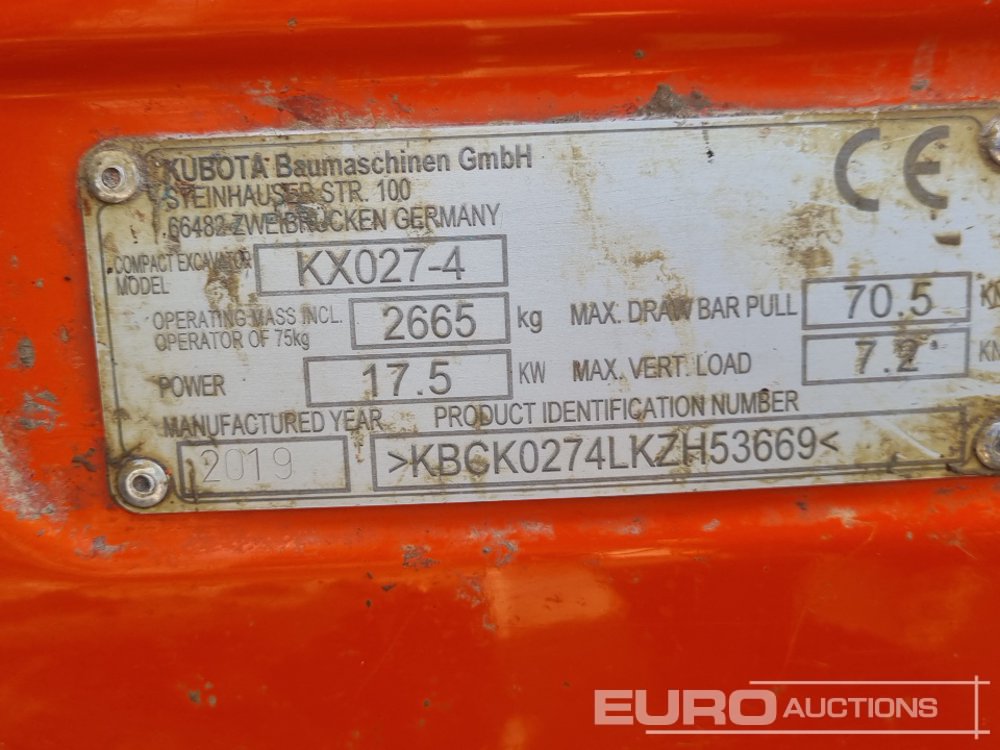 KUBOTA Baumaschinen GmbH
STEINHAUSER STR. 100
66482 ZWEIBRÜCKEN GERMANY
CE
COMPACT EXCAVATOR
MODEL
KX027-4
OPERATING MASS INCL.
OPERATOR OF 75kg
2665 kg
MAX. DRAW BAR PULL 70.5
POWER 17.5 KW
MAX. VERT. LOAD 7.2
MANUFACTURED YEAR
PRODUCT IDENTIFICATION NUMBER
2019
>KBCK0274LKZH53669<
EURO AUCTIONS